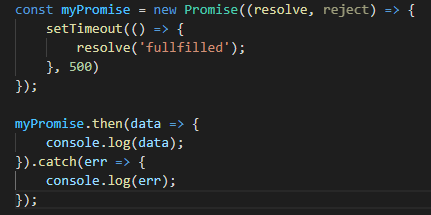 const myPromise = new Promise((resolve, reject) => {
    setTimeout(() => {
        resolve('fullfilled');
    }, 500)
});

myPromise.then(data => {
    console.log(data);
}).catch(err => {
    console.log(err);
});